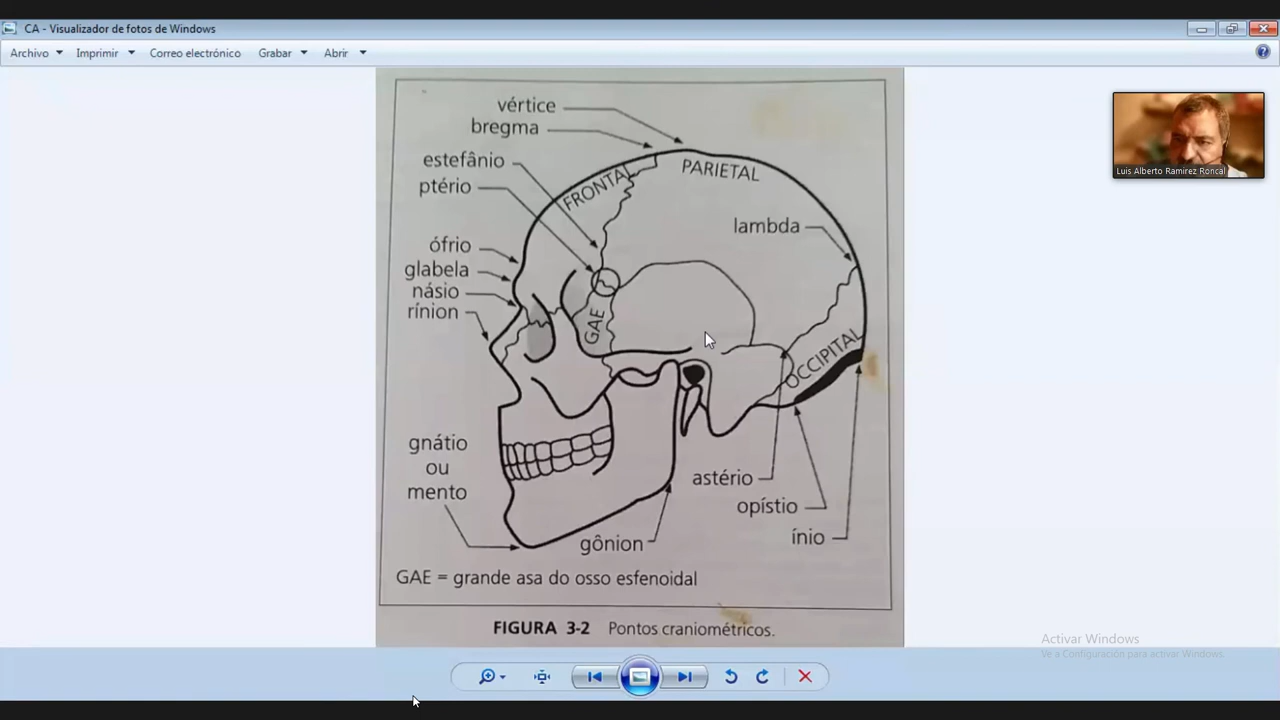 CA - Visualizador de fotos de Windows
Archivo Imprimir Correo electrónico Grabar Abrir
vértice
bregma
estefânio
ptério
FRONTAL
PARIETAL
lambda
ófrio
glabela
násio
rínion
GAE
OCCIPITAL
gnátio
ou
mento
astério
opístio
ínio
gônion
GAE = grande asa do osso esfenoidal
FIGURA 3-2 Pontos craniométricos.
Luis Alberto Ramirez Roncal
Activar Windows
Ve a Configuración para activar Windows.